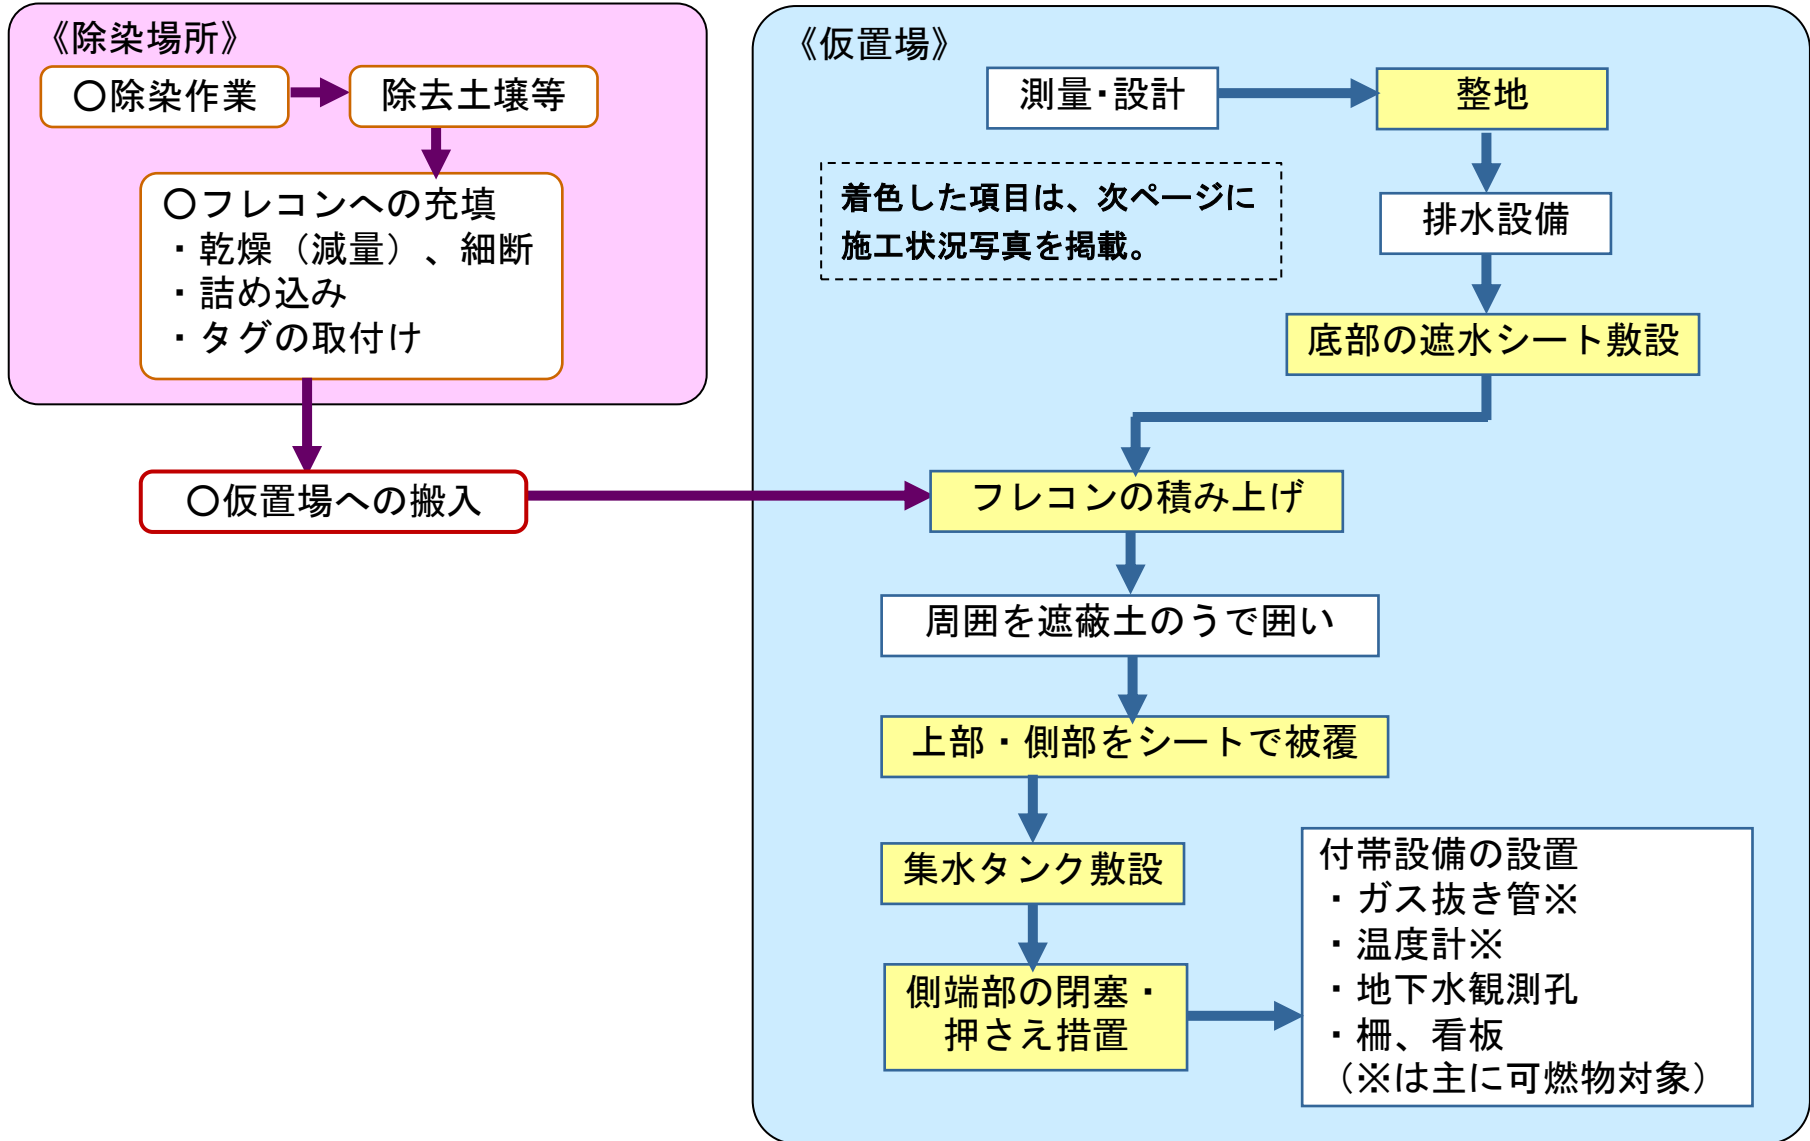 《除染場所》
〇除染作業
除去土壌等
〇フレコンへの充填
・乾燥（減量）、細断
・詰め込み
・タグの取付け
〇仮置場への搬入
《仮置場》
測量・設計
整地
着色した項目は、次ページに
施工状況写真を掲載。
排水設備
底部の遮水シート敷設
フレコンの積み上げ
周囲を遮蔽土のうで囲い
上部・側部をシートで被覆
集水タンク敷設
側端部の閉塞・
押さえ措置
付帯設備の設置
・ガス抜き管※
・温度計※
・地下水観測孔
・柵、看板
（※は主に可燃物対象）